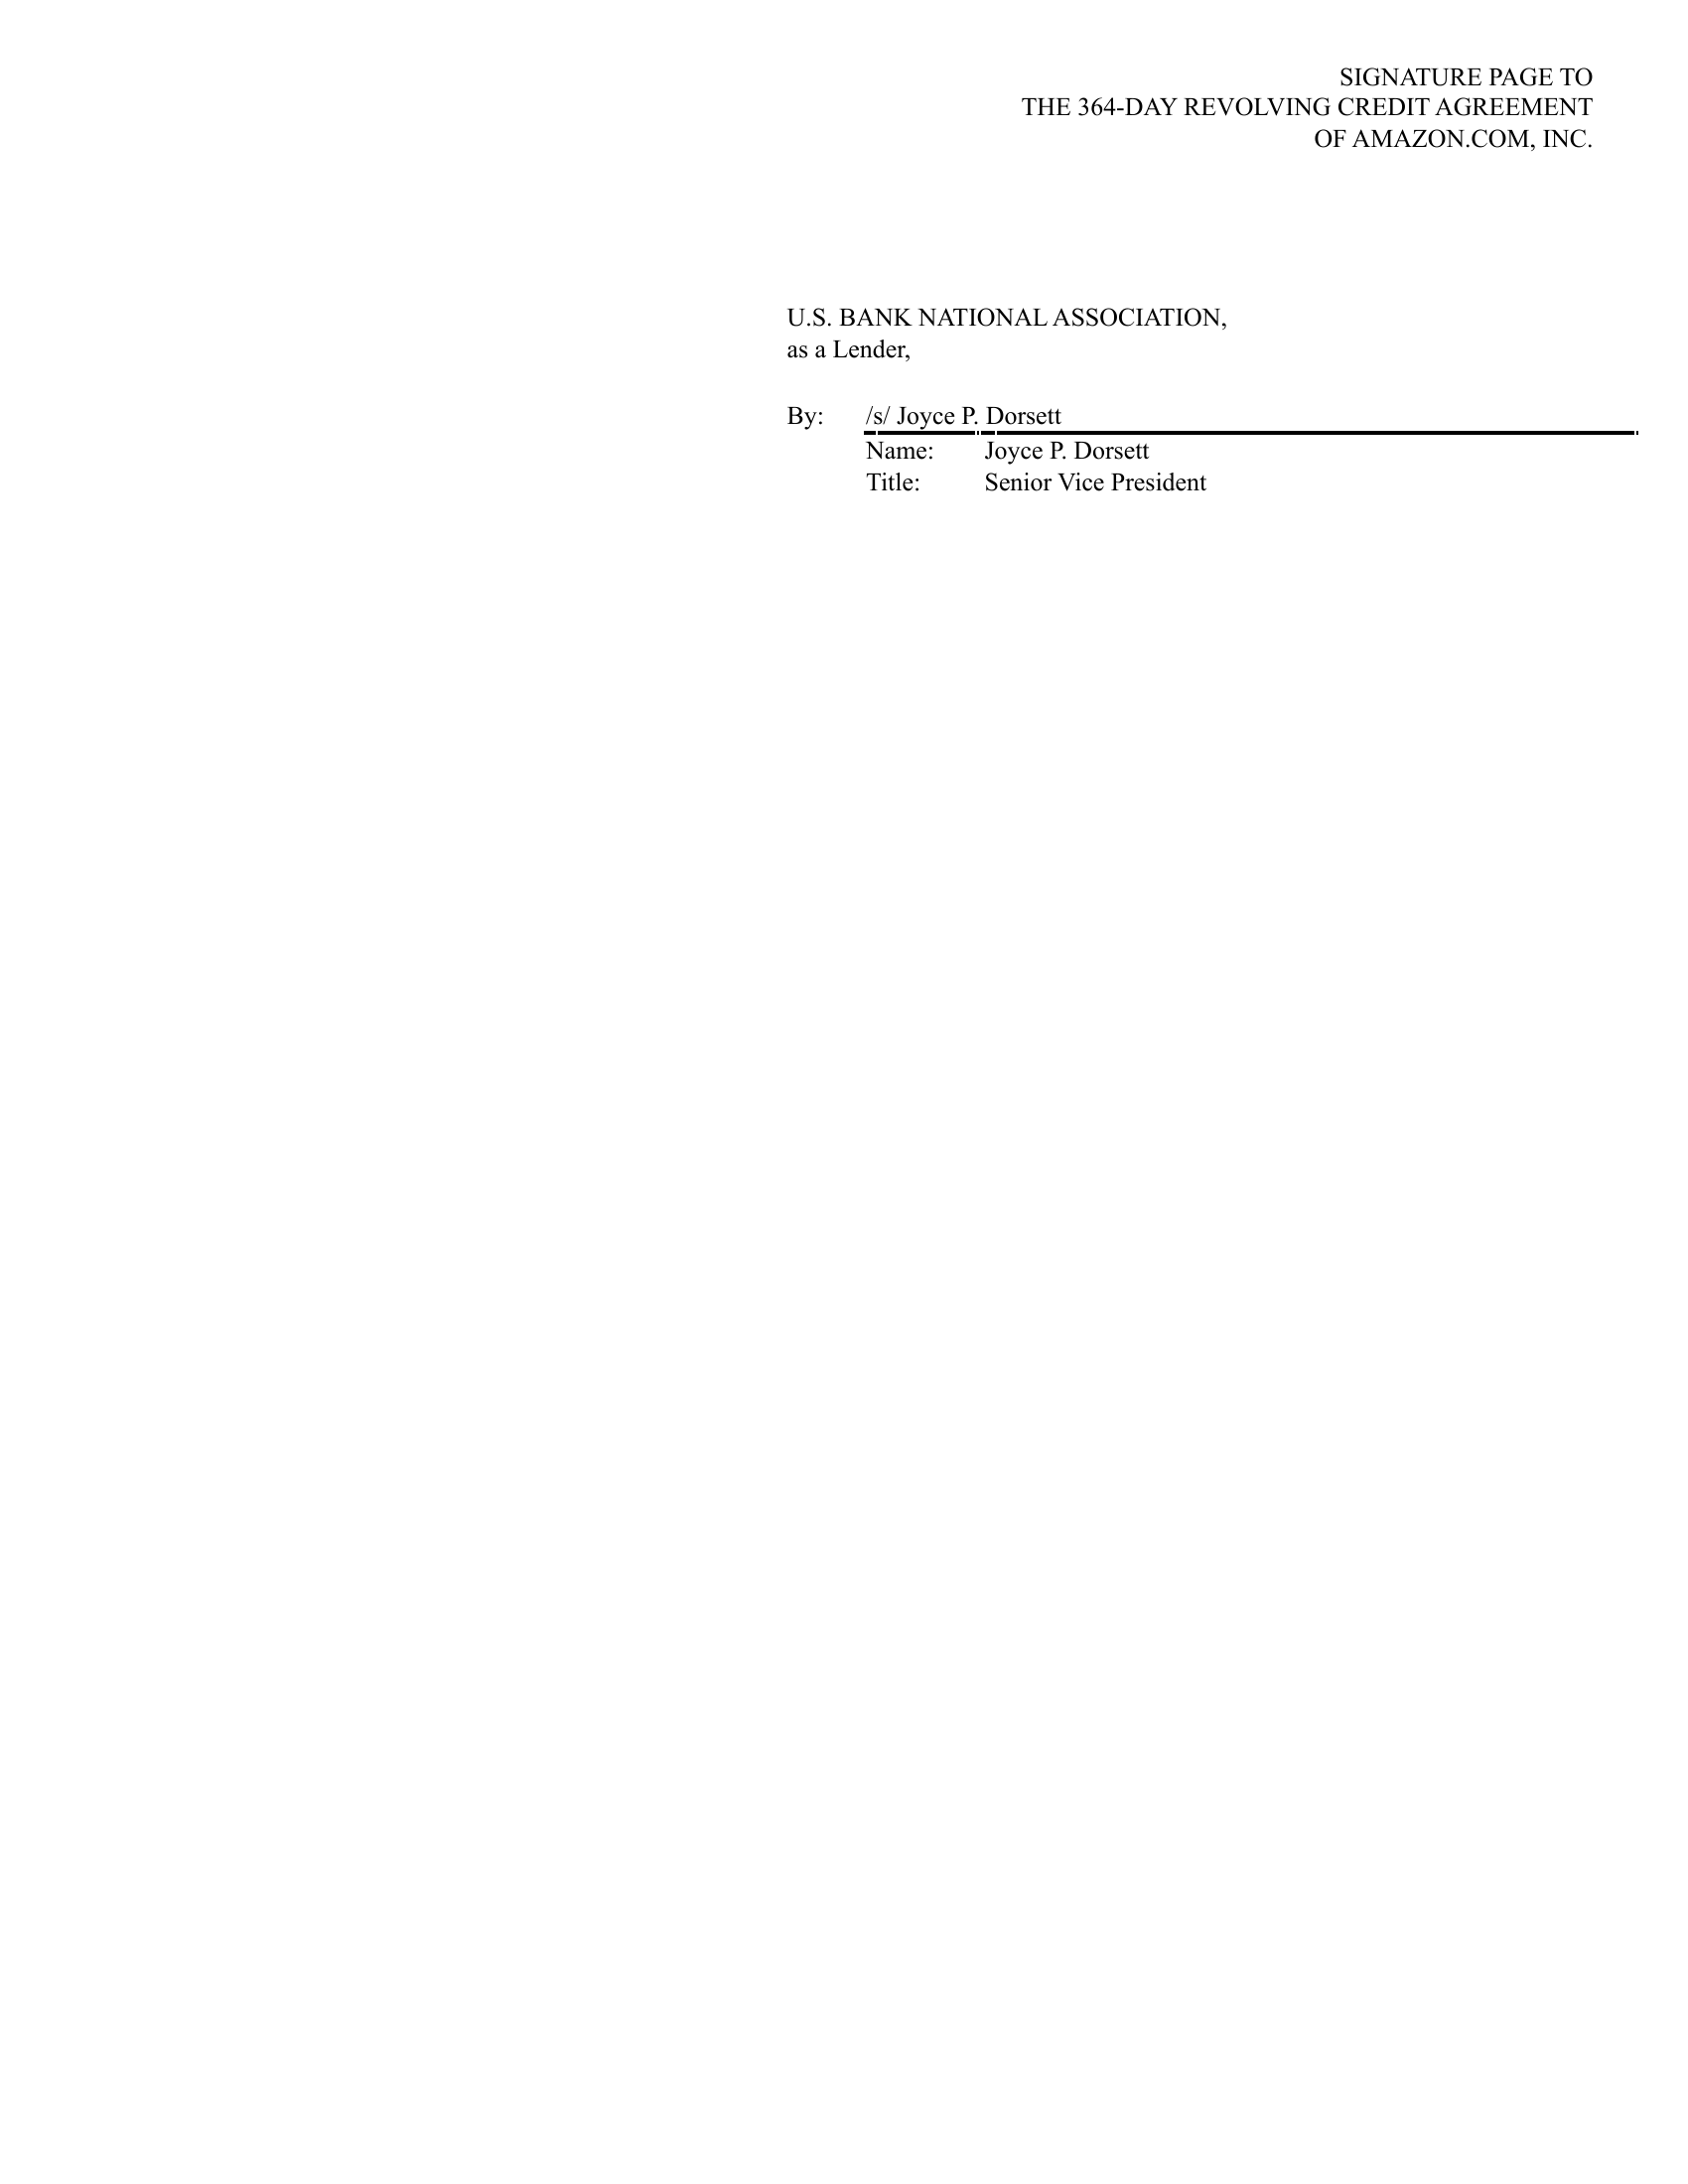 SIGNATURE PAGE TO
THE 364-DAY REVOLVING CREDIT AGREEMENT
OF AMAZON.COM, INC.
U.S. BANK NATIONAL ASSOCIATION,
as a Lender,
By: /s/ Joyce P. Dorsett
Name: Joyce P. Dorsett
Title: Senior Vice President